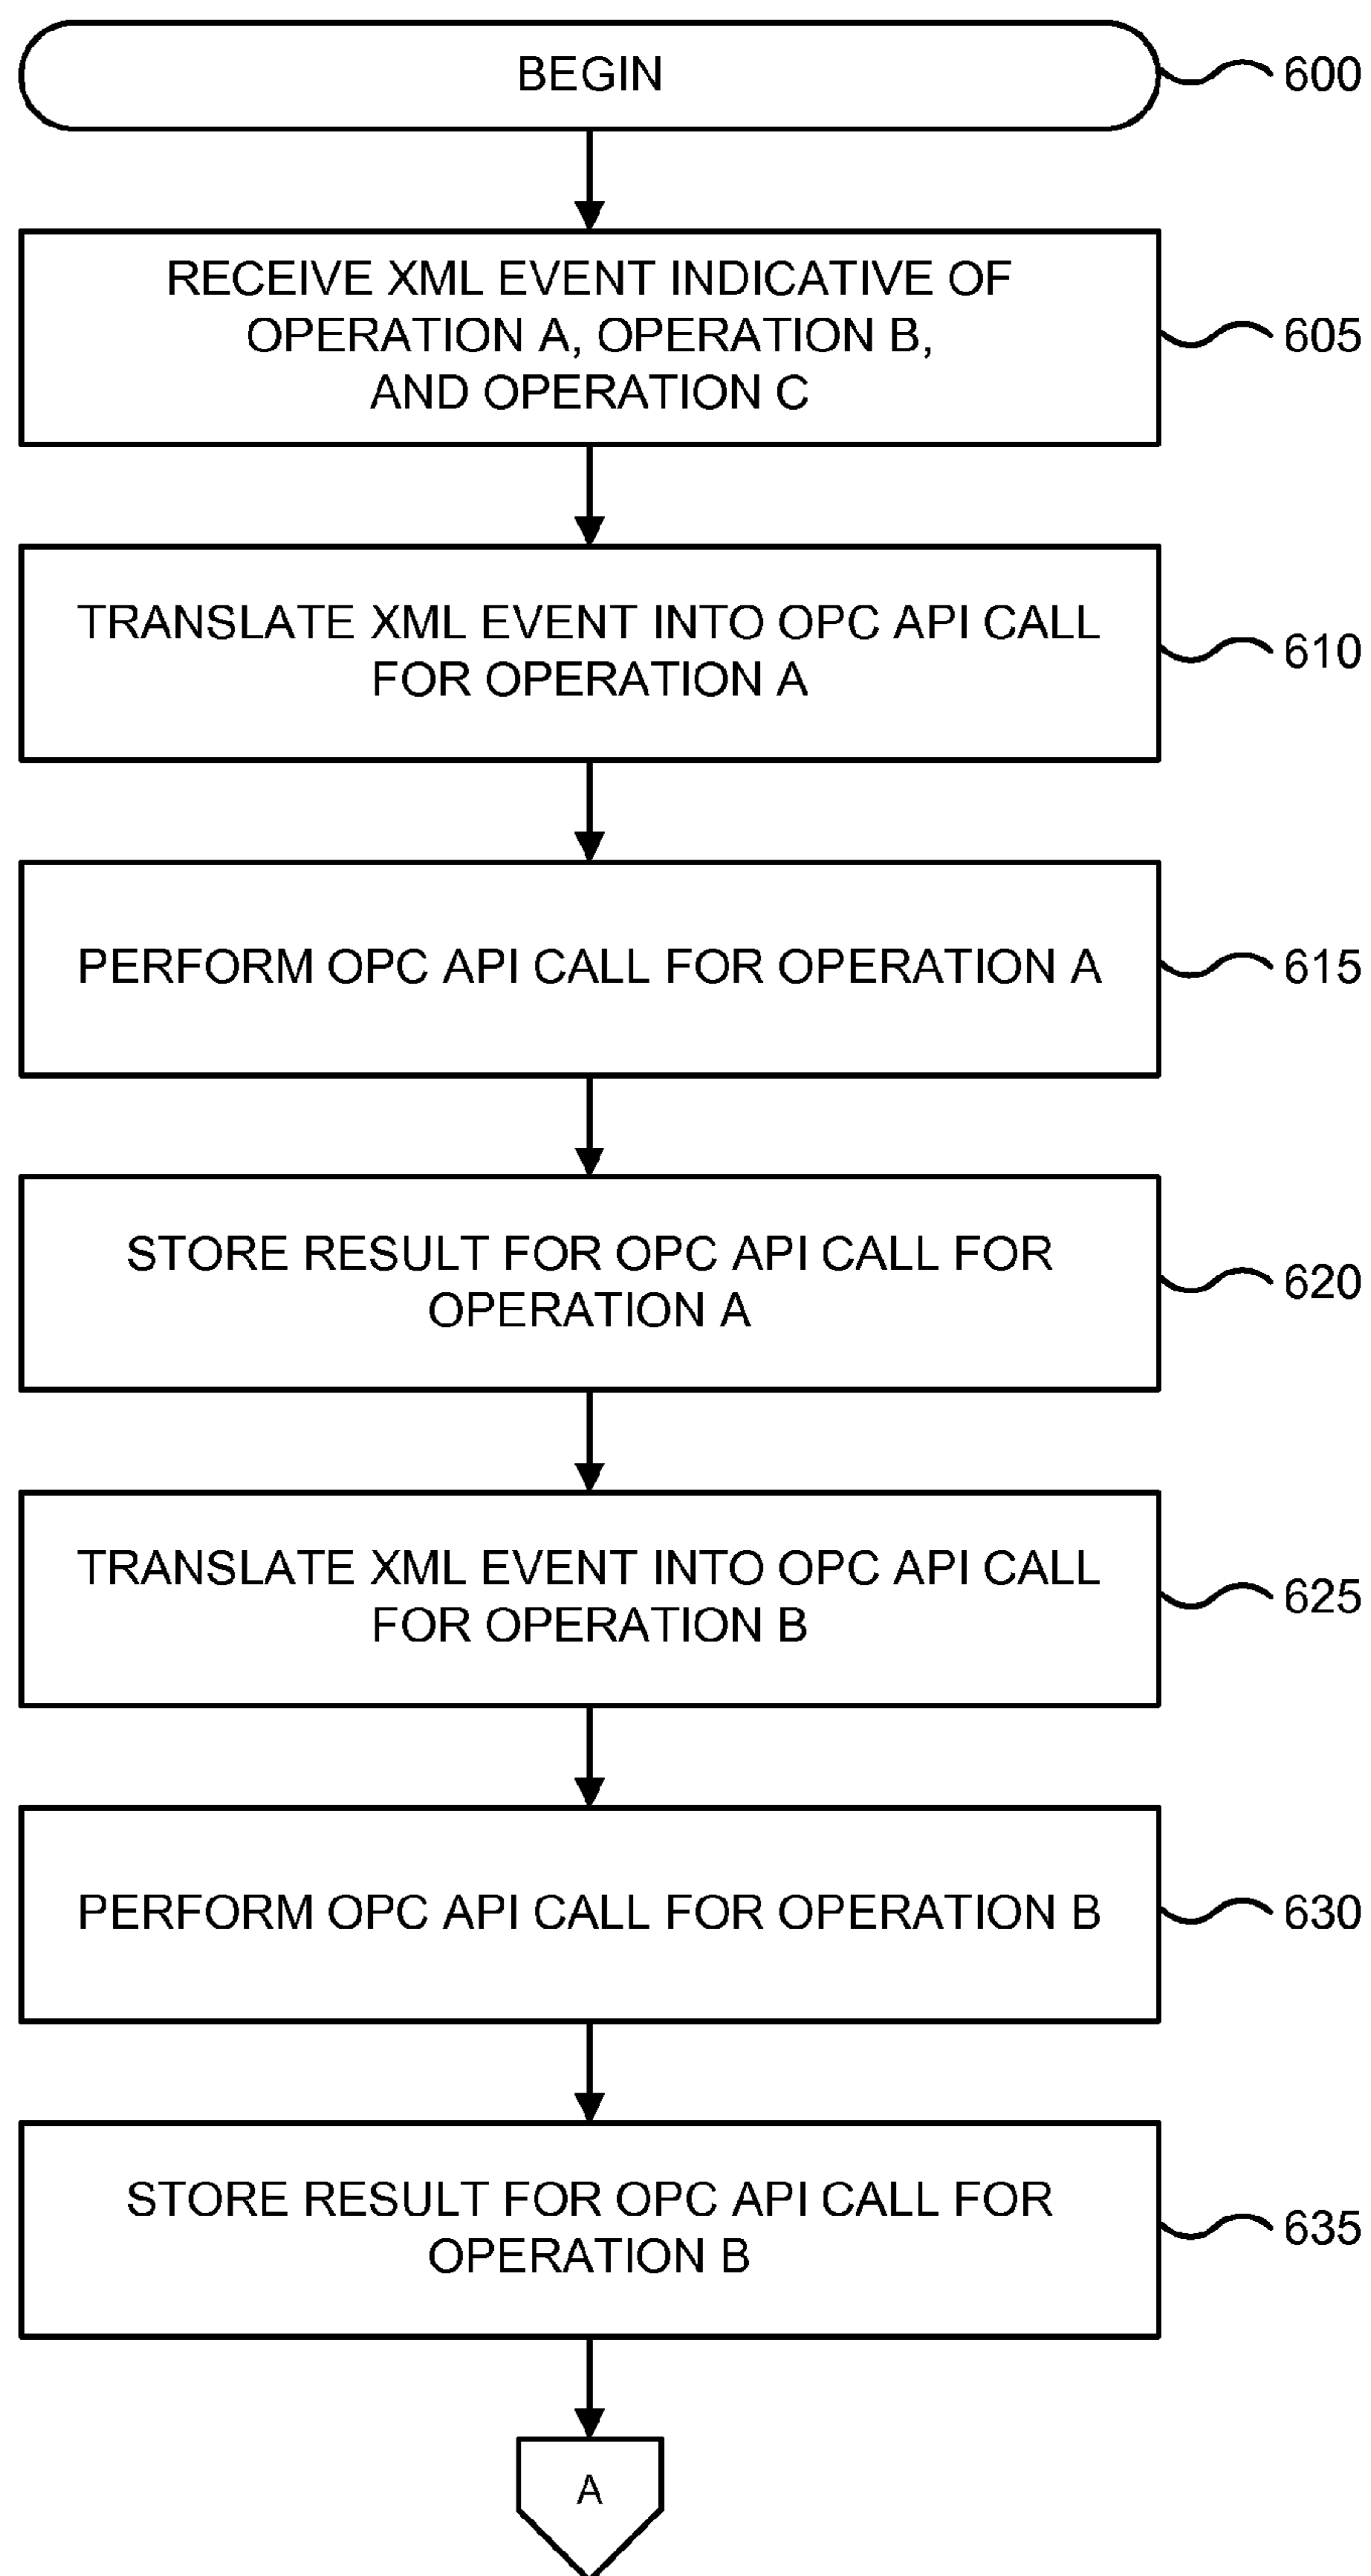 BEGIN
600
RECEIVE XML EVENT INDICATIVE OF
OPERATION A, OPERATION B,
AND OPERATION C
605
TRANSLATE XML EVENT INTO OPC API CALL
FOR OPERATION A
610
PERFORM OPC API CALL FOR OPERATION A
615
STORE RESULT FOR OPC API CALL FOR
OPERATION A
620
TRANSLATE XML EVENT INTO OPC API CALL
FOR OPERATION B
625
PERFORM OPC API CALL FOR OPERATION B
630
STORE RESULT FOR OPC API CALL FOR
OPERATION B
635
A